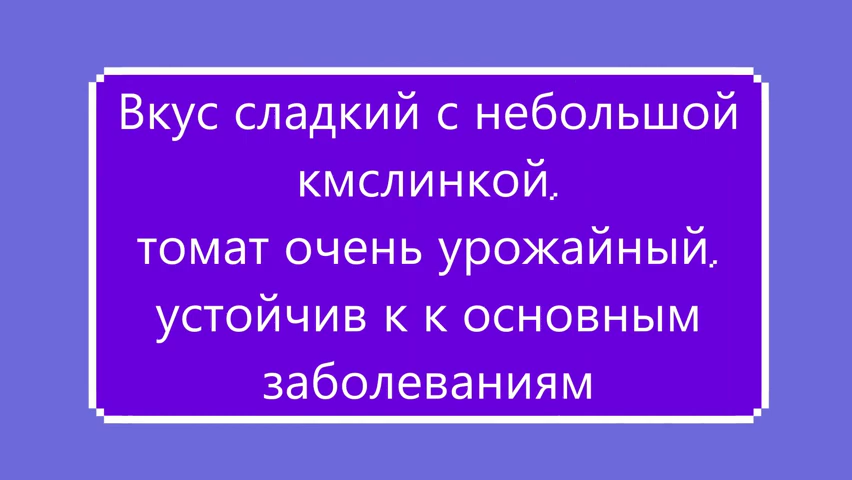 Вкус сладкий с небольшой
кмслинкой.
томат очень урожайный.
устойчив к к основным
заболеваниям